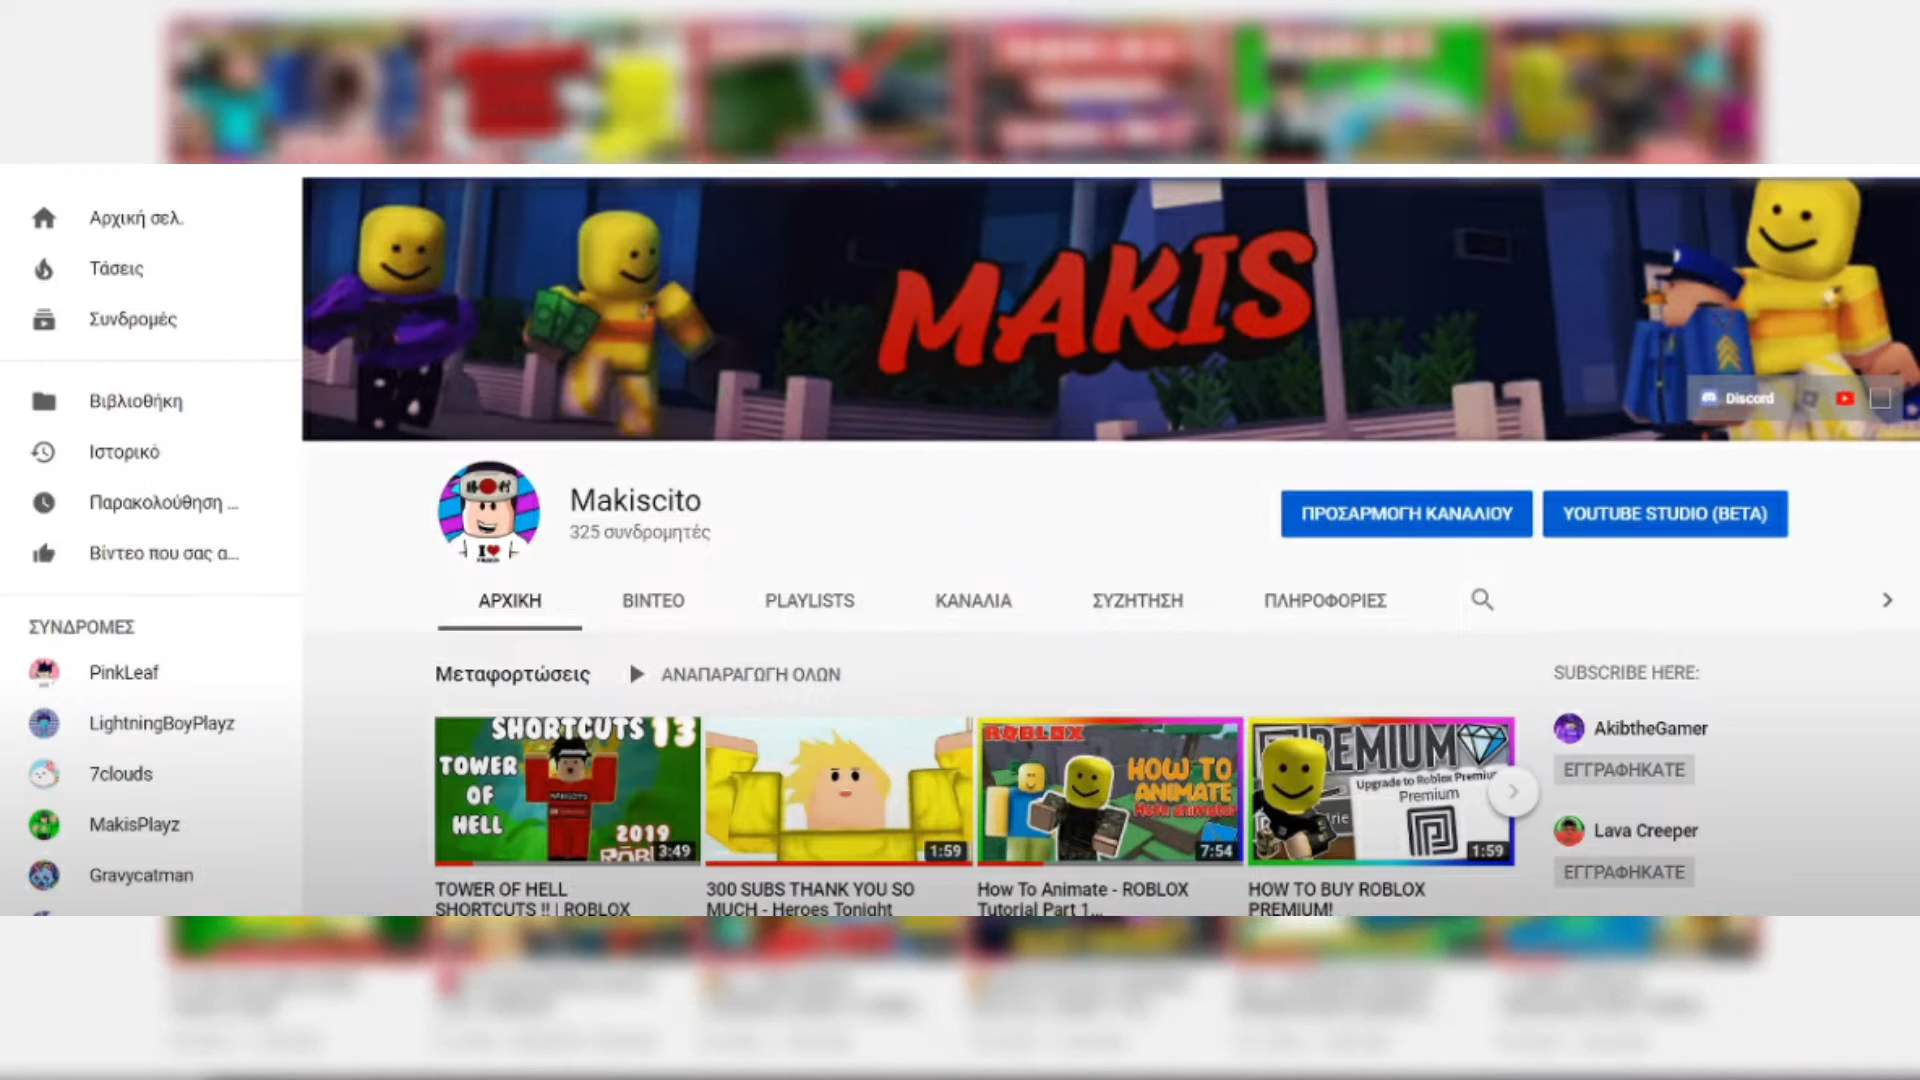 Αρχική σελ.
Τάσεις
Συνδρομές
Βιβλιοθήκη
Ιστορικό
Παρακολούθηση ...
Βίντεο που σας α...
ΣΥΝΔΡΟΜΕΣ
PinkLeaf
LightningBoyPlayz
7clouds
MakisPlayz
Gravycatman
MAKIS
Discord
Makiscito
325 συνδρομητές
ΠΡΟΣΑΡΜΟΓΗ ΚΑΝΑΛΙΟΥ
YOUTUBE STUDIO (BETA)
ΑΡΧΙΚΗ
ΒΙΝΤΕΟ
PLAYLISTS
ΚΑΝΑΛΙΑ
ΣΥΖΗΤΗΣΗ
ΠΛΗΡΟΦΟΡΙΕΣ
Μεταφορτώσεις
ΑΝΑΠΑΡΑΓΩΓΗ ΟΛΩΝ
SHORTCUTS 13
TOWER
OF
HELL
2019
3:49
TOWER OF HELL
SHORTCUTS !! | ROBLOX
1:59
300 SUBS THANK YOU SO
MUCH - Heroes Tonight
ROBLOX
HOW TO
ANIMATE
Moon animator
7:54
How To Animate - ROBLOX
Tutorial Part 1...
PREMIUM
Upgrade to Roblox Premium
Premium
1:59
HOW TO BUY ROBLOX
PREMIUM!
SUBSCRIBE HERE:
AkibtheGamer
ΕΓΓΡΑΦΗΚΑΤΕ
Lava Creeper
ΕΓΓΡΑΦΗΚΑΤΕ